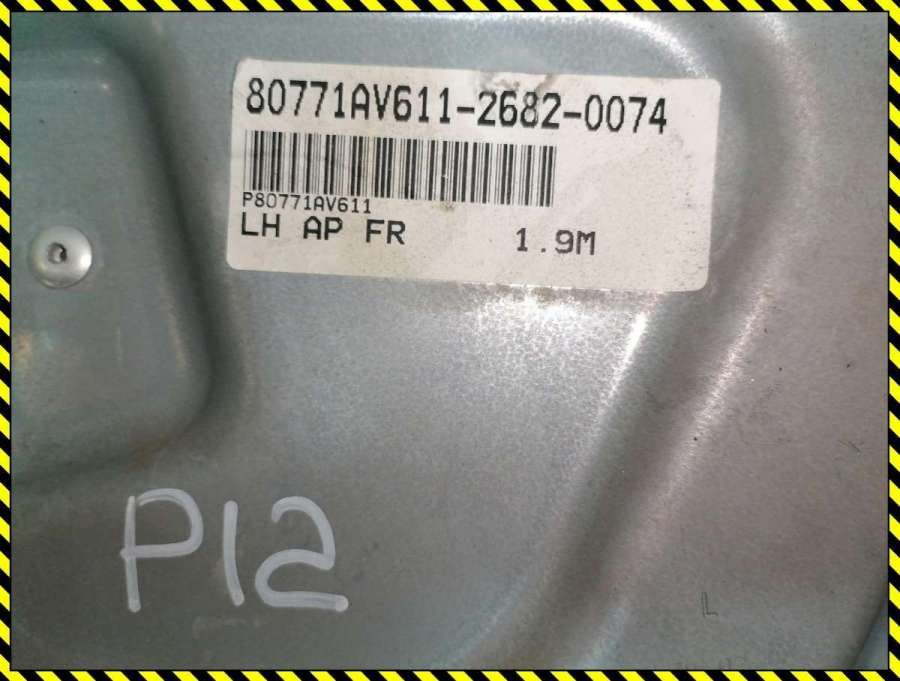 80771AV611-2682-0074
P80771AV611
LH AP FR 1.9M
P12
L